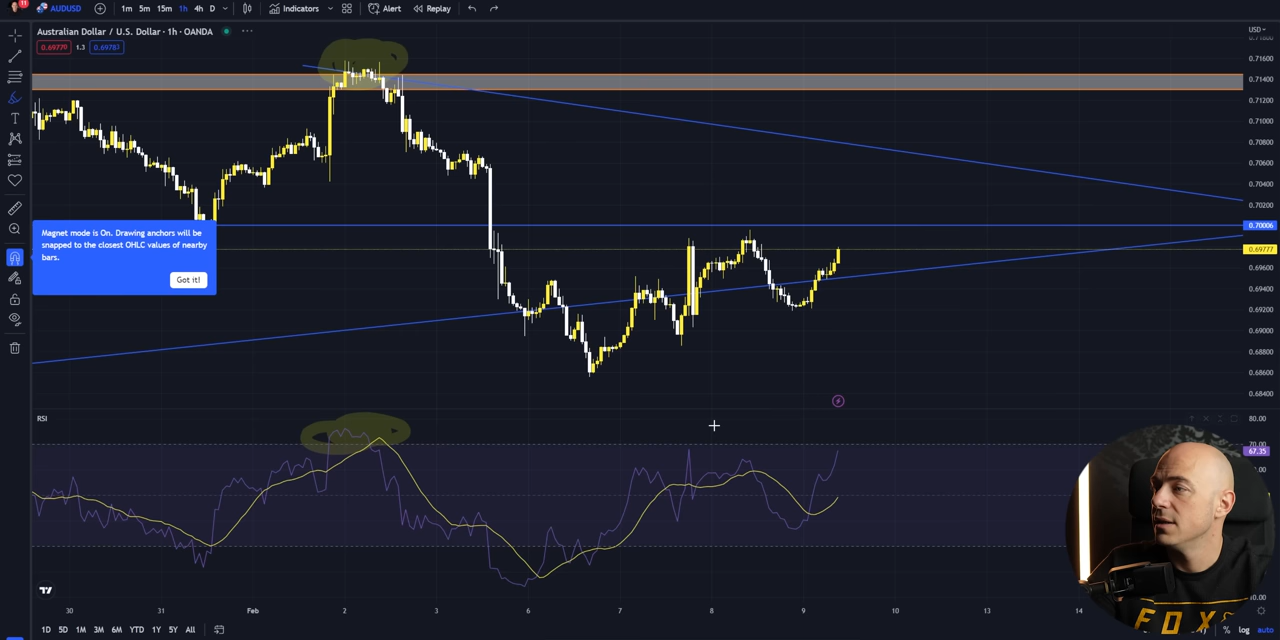 11
AUDUSD 1m 5m 15m 1h 4h D Indicators Alert Replay
Australian Dollar / U.S. Dollar · 1h · OANDA
USD
0.69770 1.3 0.69783
0.71600
0.71400
0.71200
0.71000
0.70800
0.70600
0.70400
0.70200
0.70006
Magnet mode is On. Drawing anchors will be
snapped to the closest OHLC values of nearby
bars.
Got it!
0.69777
0.69600
0.69400
0.69200
0.69000
0.68800
0.68600
0.68400
RSI
80.00
67.35
30 31 Feb 2 3 6 7 8 9 10 13 14
1D 5D 1M 3M 6M YTD 1Y 5Y All
% log auto
FOXE